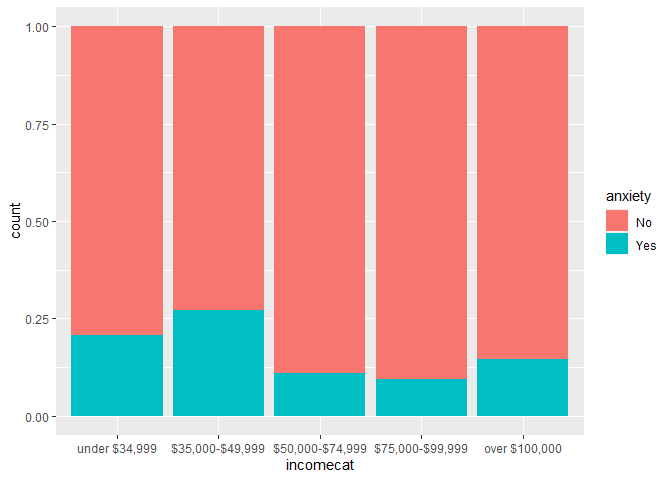 1.00
0.75
0.50
0.25
0.00
count
under $34,999 $35,000-$49,999 $50,000-$74,999 $75,000-$99,999 over $100,000
incomecat
anxiety
No
Yes